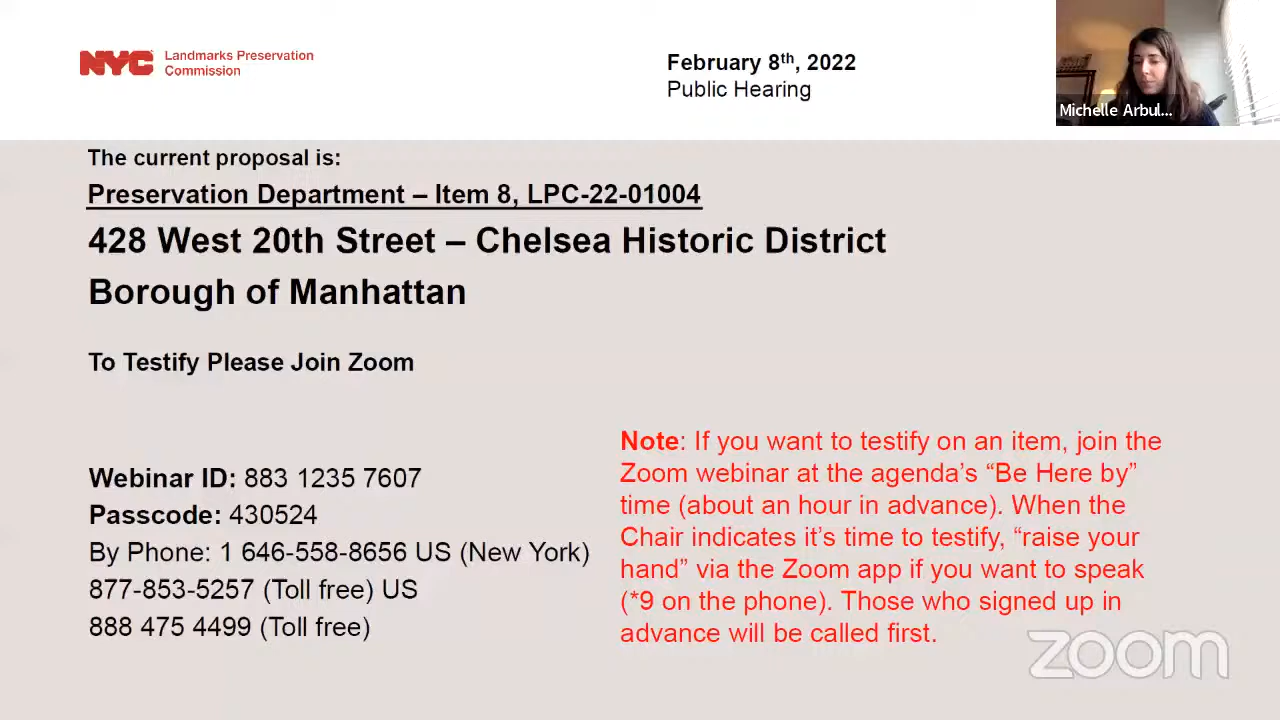 NYC Landmarks Preservation
Commission
February 8th, 2022
Public Hearing
Michelle Arbul...
The current proposal is:
Preservation Department – Item 8, LPC-22-01004
428 West 20th Street – Chelsea Historic District
Borough of Manhattan
To Testify Please Join Zoom
Webinar ID: 883 1235 7607
Passcode: 430524
By Phone: 1 646-558-8656 US (New York)
877-853-5257 (Toll free) US
888 475 4499 (Toll free)
Note: If you want to testify on an item, join the
Zoom webinar at the agenda’s “Be Here by”
time (about an hour in advance). When the
Chair indicates it’s time to testify, “raise your
hand” via the Zoom app if you want to speak
(*9 on the phone). Those who signed up in
advance will be called first.
zoom